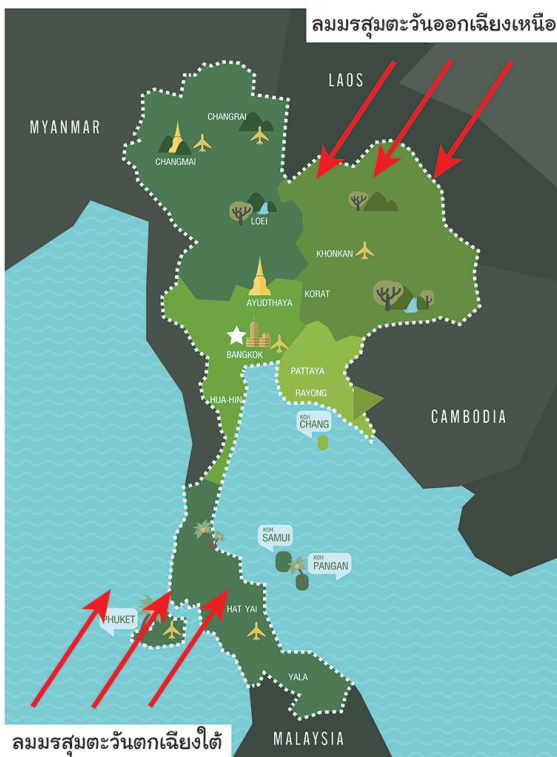 ลมมรสุมตะวันออกเฉียงเหนือ
LAOS
MYANMAR
CHANGRAI
CHANGMAI
LOEI
KHONKAN
AYUDTHAYA
KORAT
BANGKOK
PATTAYA
RAYONG
HUA-HIN
KOH
CHANG
CAMBODIA
KOH
SAMUI
KOH
PANGAN
PHUKET
HAT YAI
YALA
ลมมรสุมตะวันตกเฉียงใต้
MALAYSIA